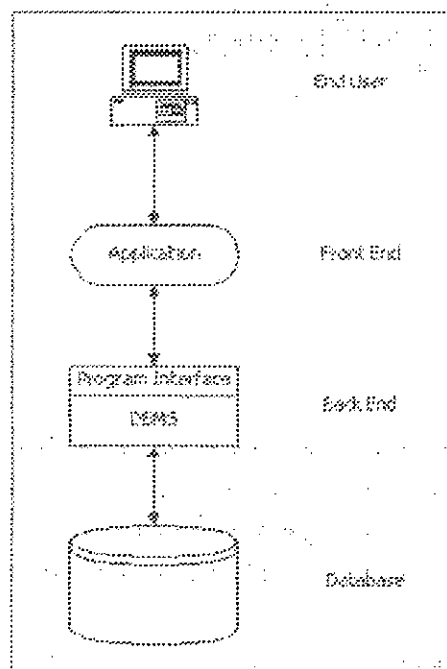 End User
Application
Front End
Program Interface
DBMS
Back End
Database